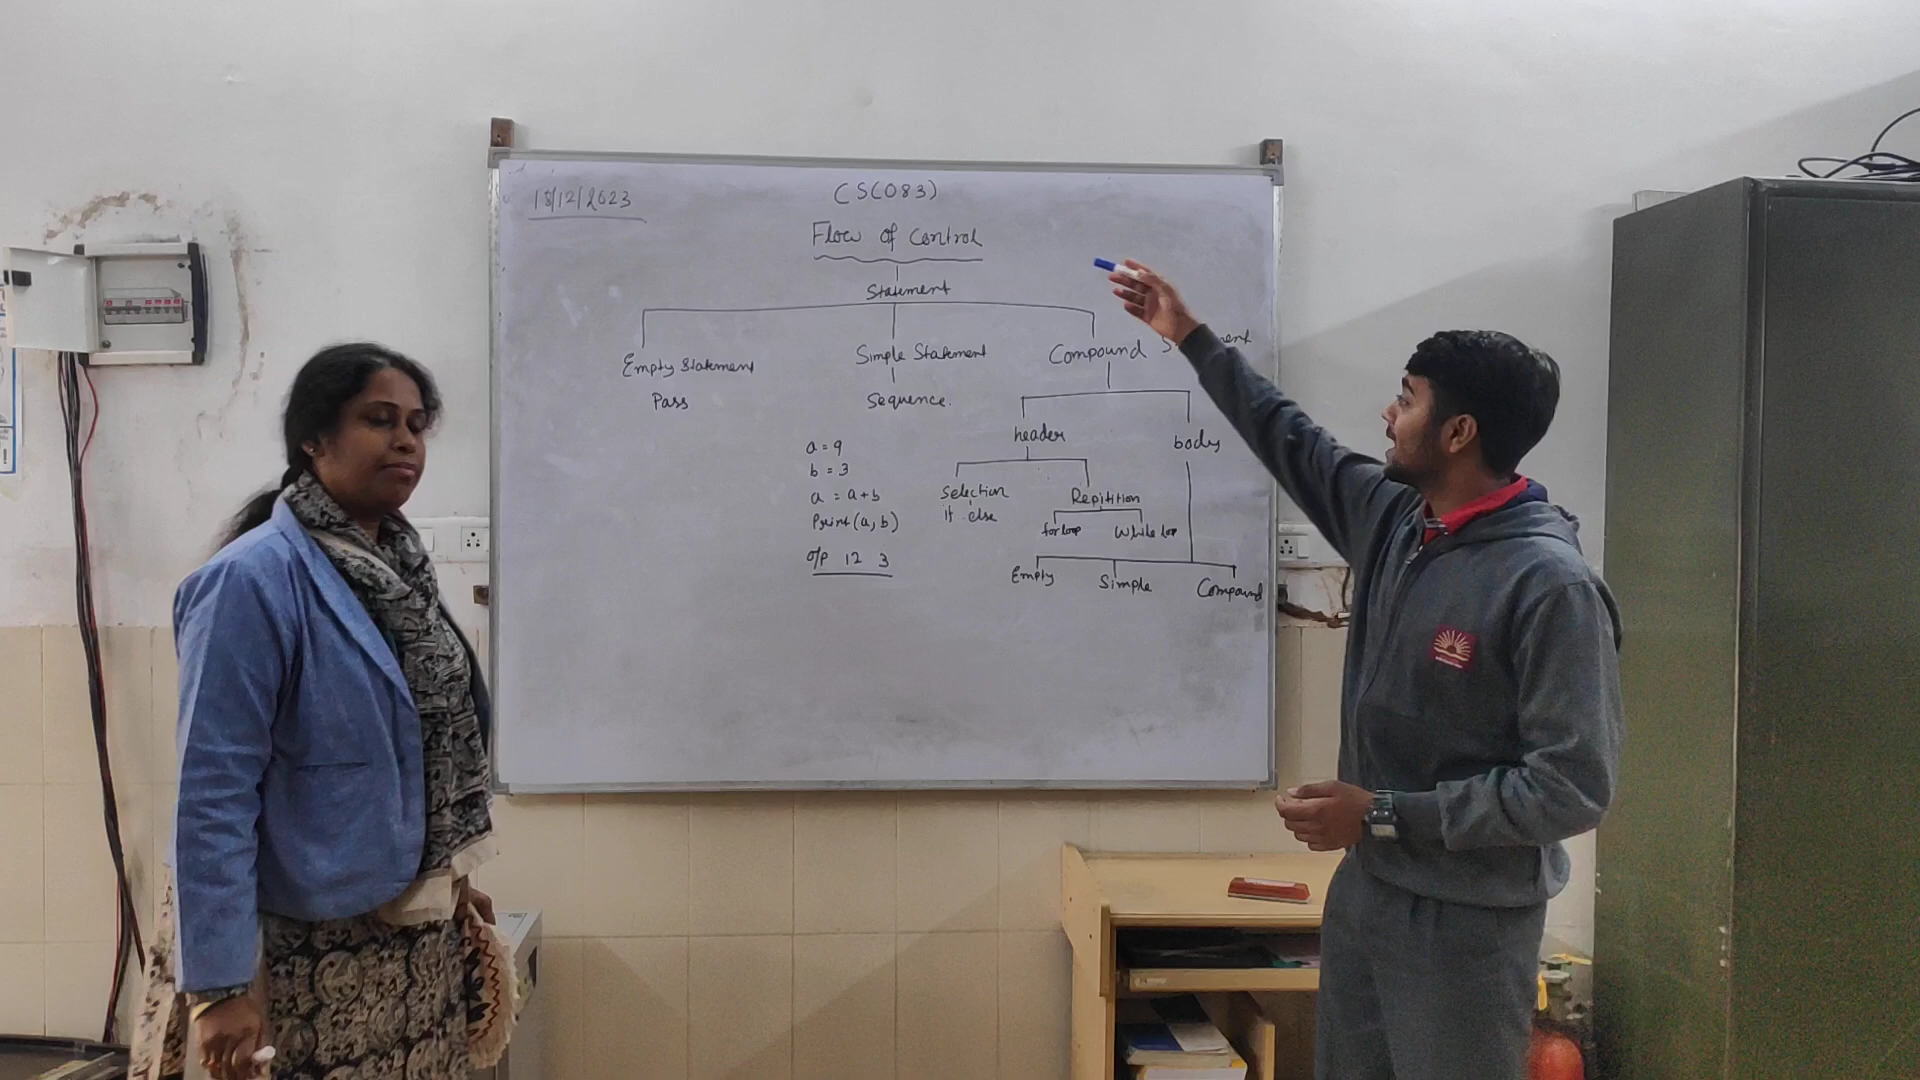 18/12/2023
CS(083)
Flow of Control
Statement
Empty Statement
Simple Statement
Compound
Pass
Sequence.
header
body
a = 9
b = 3
a = a+b
Print (a, b)
O/P 12 3
Selection
if else
Repitition
for loop
While loop
Empty
Simple
Compound